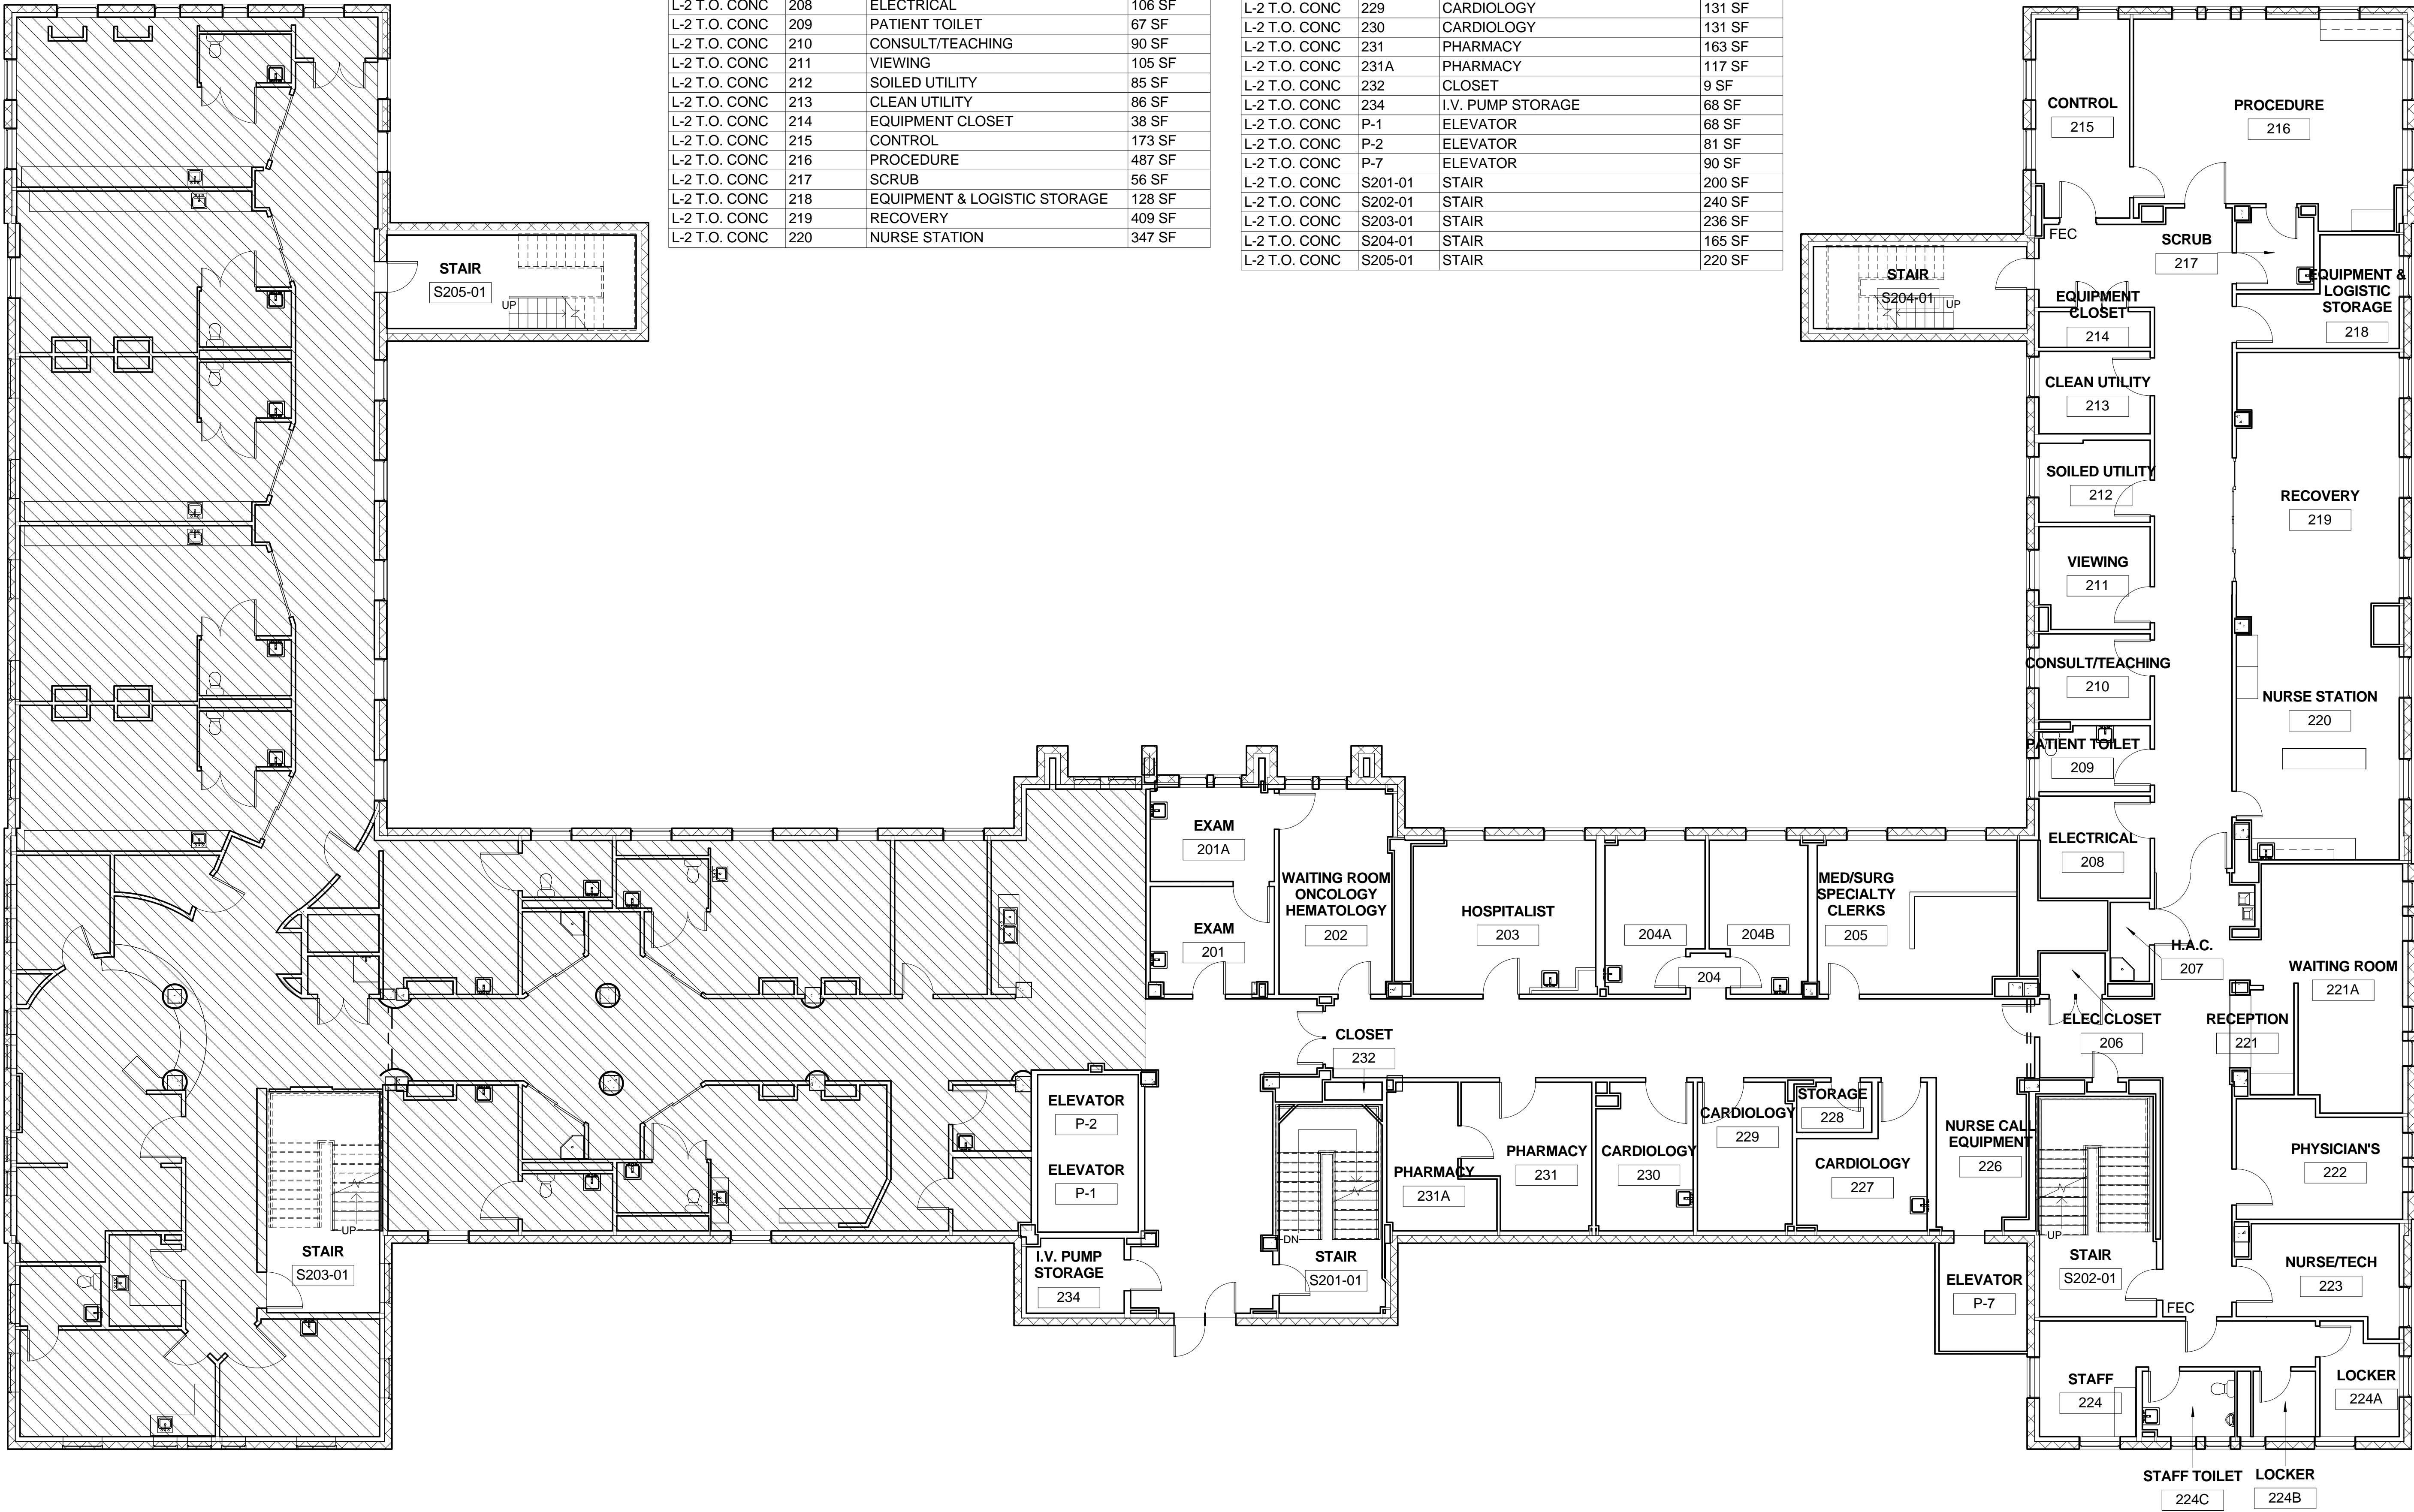 L-2 T.O. CONC 208 ELECTRICAL 106 SF
L-2 T.O. CONC 209 PATIENT TOILET 67 SF
L-2 T.O. CONC 210 CONSULT/TEACHING 90 SF
L-2 T.O. CONC 211 VIEWING 105 SF
L-2 T.O. CONC 212 SOILED UTILITY 85 SF
L-2 T.O. CONC 213 CLEAN UTILITY 86 SF
L-2 T.O. CONC 214 EQUIPMENT CLOSET 38 SF
L-2 T.O. CONC 215 CONTROL 173 SF
L-2 T.O. CONC 216 PROCEDURE 487 SF
L-2 T.O. CONC 217 SCRUB 56 SF
L-2 T.O. CONC 218 EQUIPMENT & LOGISTIC STORAGE 128 SF
L-2 T.O. CONC 219 RECOVERY 409 SF
L-2 T.O. CONC 220 NURSE STATION 347 SF
L-2 T.O. CONC 229 CARDIOLOGY 131 SF
L-2 T.O. CONC 230 CARDIOLOGY 131 SF
L-2 T.O. CONC 231 PHARMACY 163 SF
L-2 T.O. CONC 231A PHARMACY 117 SF
L-2 T.O. CONC 232 CLOSET 9 SF
L-2 T.O. CONC 234 I.V. PUMP STORAGE 68 SF
L-2 T.O. CONC P-1 ELEVATOR 68 SF
L-2 T.O. CONC P-2 ELEVATOR 81 SF
L-2 T.O. CONC P-7 ELEVATOR 90 SF
L-2 T.O. CONC S201-01 STAIR 200 SF
L-2 T.O. CONC S202-01 STAIR 240 SF
L-2 T.O. CONC S203-01 STAIR 236 SF
L-2 T.O. CONC S204-01 STAIR 165 SF
L-2 T.O. CONC S205-01 STAIR 220 SF
CONTROL
215
PROCEDURE
216
FEC
SCRUB
217
STAIR
S205-01
UP
STAIR
S204-01
UP
EQUIPMENT &
LOGISTIC
STORAGE
218
EQUIPMENT
CLOSET
214
CLEAN UTILITY
213
SOILED UTILITY
212
RECOVERY
219
VIEWING
211
CONSULT/TEACHING
210
NURSE STATION
220
PATIENT TOILET
209
ELECTRICAL
208
EXAM
201A
EXAM
201
WAITING ROOM
ONCOLOGY
HEMATOLOGY
202
HOSPITALIST
203
204A
204B
204
MED/SURG
SPECIALTY
CLERKS
205
H.A.C.
207
WAITING ROOM
221A
ELEC CLOSET
206
RECEPTION
221
CLOSET
232
ELEVATOR
P-2
ELEVATOR
P-1
PHARMACY
231A
PHARMACY
231
CARDIOLOGY
230
CARDIOLOGY
229
STORAGE
228
CARDIOLOGY
227
NURSE CALL
EQUIPMENT
226
PHYSICIAN'S
222
UP
STAIR
S203-01
I.V. PUMP
STORAGE
234
DN
STAIR
S201-01
ELEVATOR
P-7
UP
STAIR
S202-01
FEC
NURSE/TECH
223
STAFF
224
LOCKER
224A
STAFF TOILET
224C
LOCKER
224B